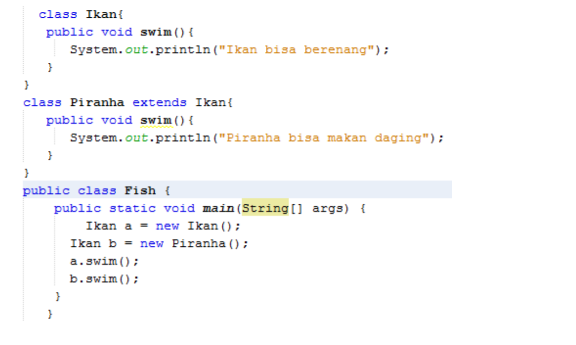 class Ikan{
public void swim(){
System.out.println("Ikan bisa berenang");
}
}
class Piranha extends Ikan{
public void swim(){
System.out.println("Piranha bisa makan daging");
}
}
public class Fish {
public static void main(String[] args) {
Ikan a = new Ikan();
Ikan b = new Piranha();
a.swim();
b.swim();
}
}